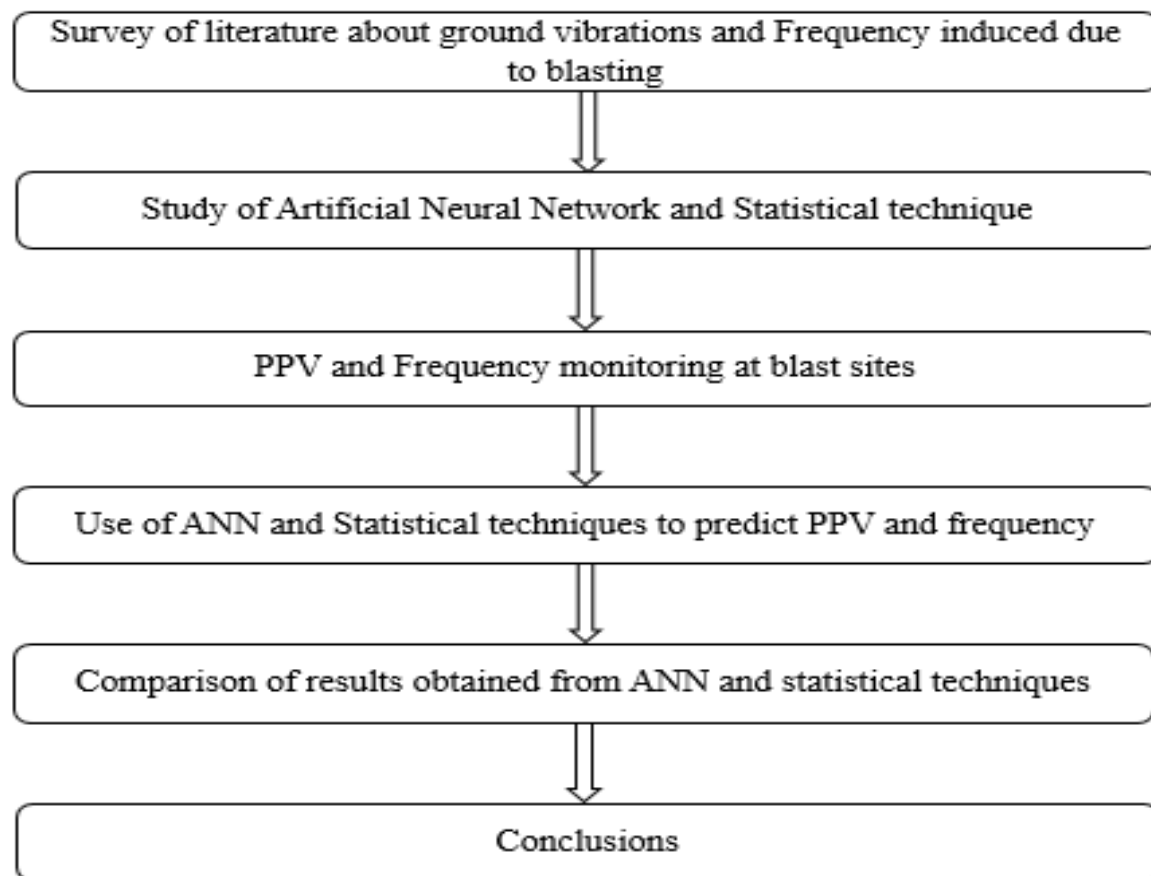 Survey of literature about ground vibrations and Frequency induced due
to blasting
Study of Artificial Neural Network and Statistical technique
PPV and Frequency monitoring at blast sites
Use of ANN and Statistical techniques to predict PPV and frequency
Comparison of results obtained from ANN and statistical techniques
Conclusions